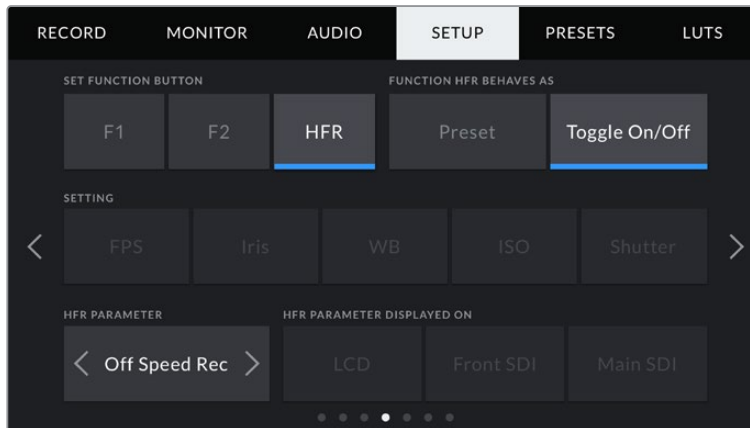 RECORD MONITOR AUDIO SETUP PRESETS LUTS
SET FUNCTION BUTTON FUNCTION HFR BEHAVES AS
F1 F2 HFR Preset Toggle On/Off
SETTING
FPS Iris WB ISO Shutter
HFR PARAMETER HFR PARAMETER DISPLAYED ON
Off Speed Rec LCD Front SDI Main SDI